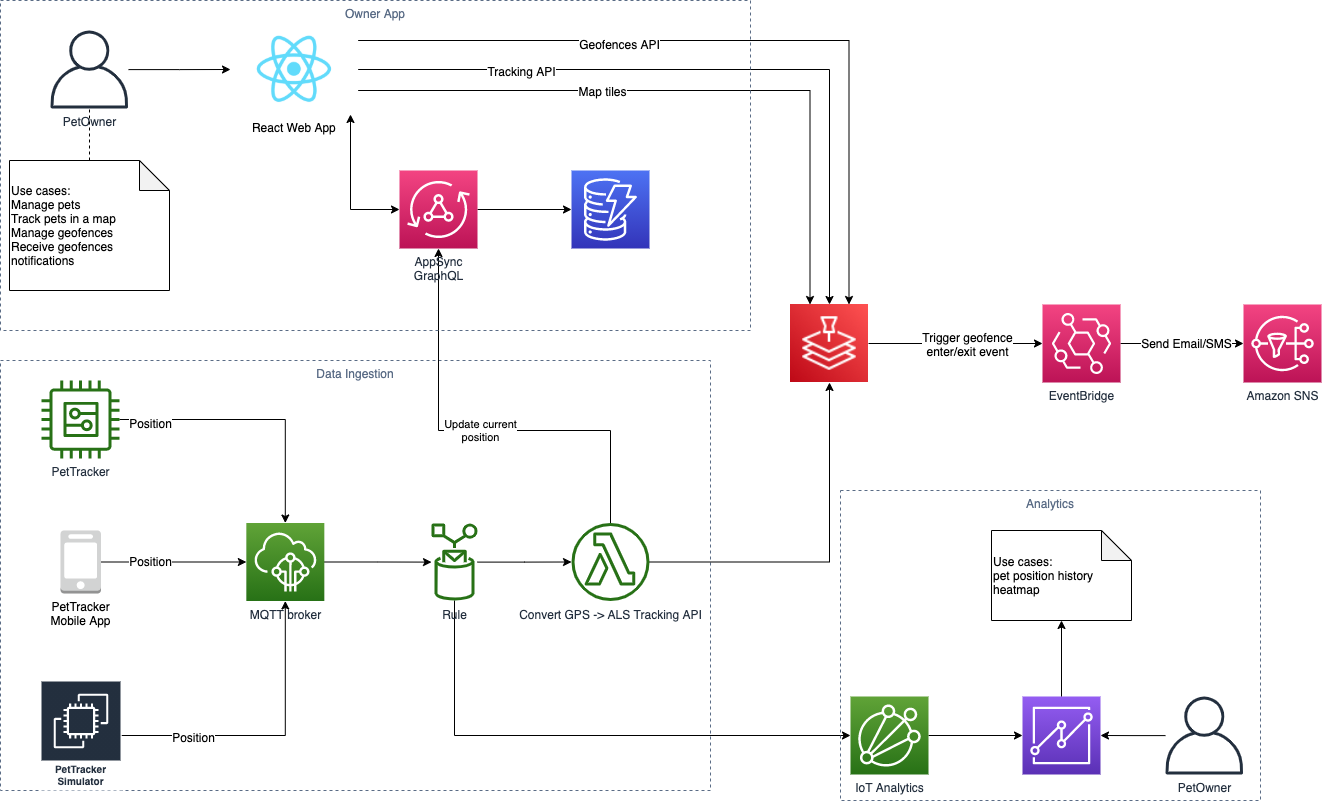 Owner App
Geofences API
Tracking API
Map tiles
PetOwner
React Web App
Use cases:
Manage pets
Track pets in a map
Manage geofences
Receive geofences
notifications
AppSync
GraphQL
Trigger geofence
enter/exit event
Send Email/SMS
EventBridge
Amazon SNS
Data Ingestion
Position
PetTracker
Update current
position
Position
PetTracker
Mobile App
MQTT broker
Rule
Convert GPS -> ALS Tracking API
Position
PetTracker
Simulator
Analytics
Use cases:
pet position history
heatmap
IoT Analytics
PetOwner